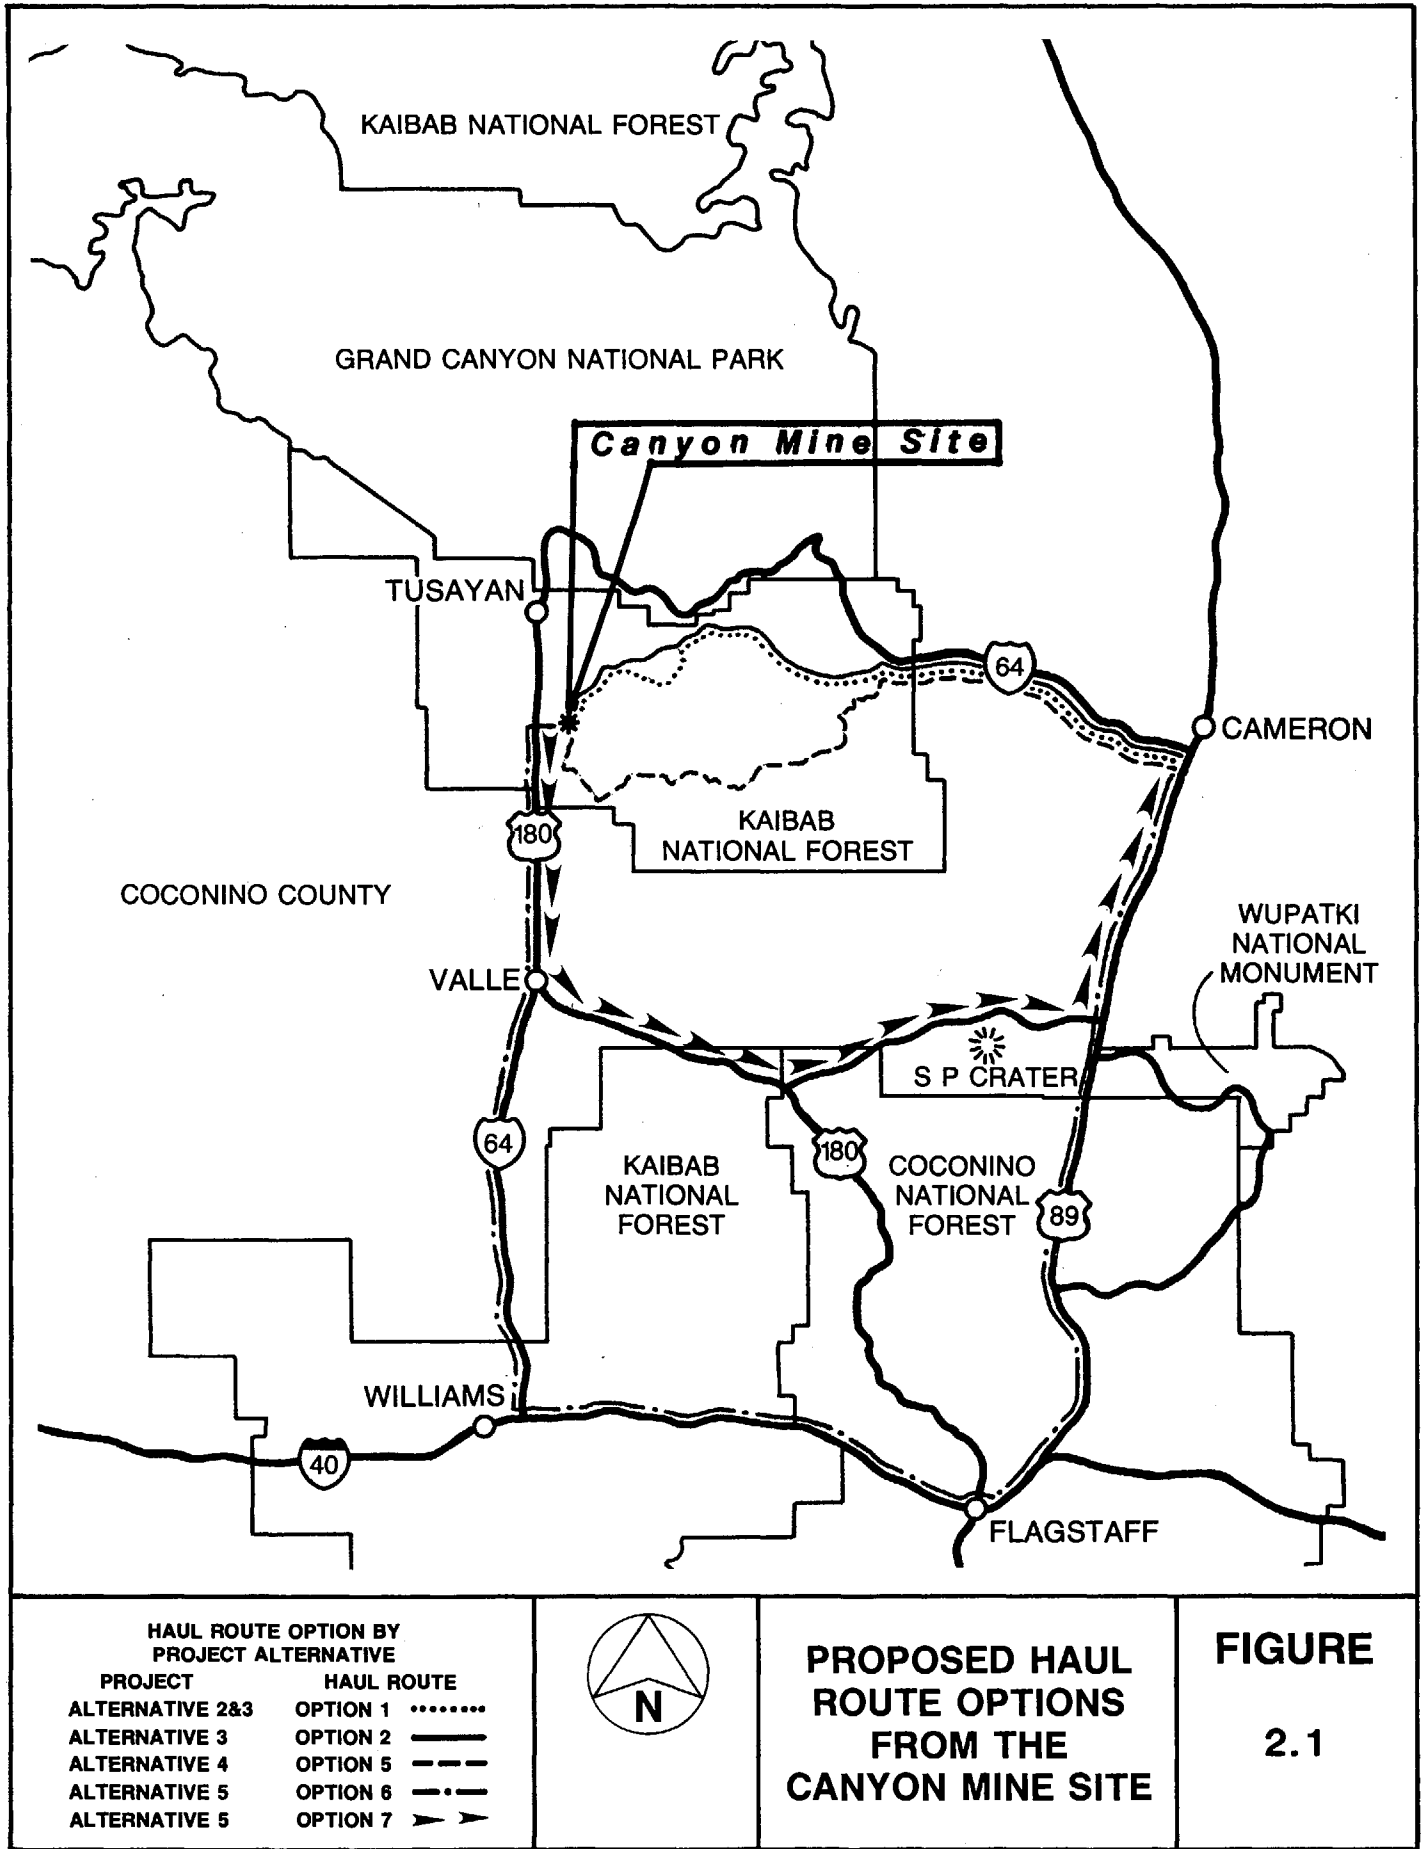 KAIBAB NATIONAL FOREST
GRAND CANYON NATIONAL PARK
Canyon Mine Site
TUSAYAN
64
CAMERON
180
KAIBAB
NATIONAL FOREST
COCONINO COUNTY
WUPATKI
NATIONAL
MONUMENT
VALLE
S P CRATER
64
KAIBAB
NATIONAL
FOREST
180
COCONINO
NATIONAL
FOREST
89
WILLIAMS
40
FLAGSTAFF
HAUL ROUTE OPTION BY
PROJECT ALTERNATIVE
PROJECT HAUL ROUTE
ALTERNATIVE 2&3 OPTION 1
ALTERNATIVE 3 OPTION 2
ALTERNATIVE 4 OPTION 5
ALTERNATIVE 5 OPTION 6
ALTERNATIVE 5 OPTION 7
N
PROPOSED HAUL
ROUTE OPTIONS
FROM THE
CANYON MINE SITE
FIGURE
2.1